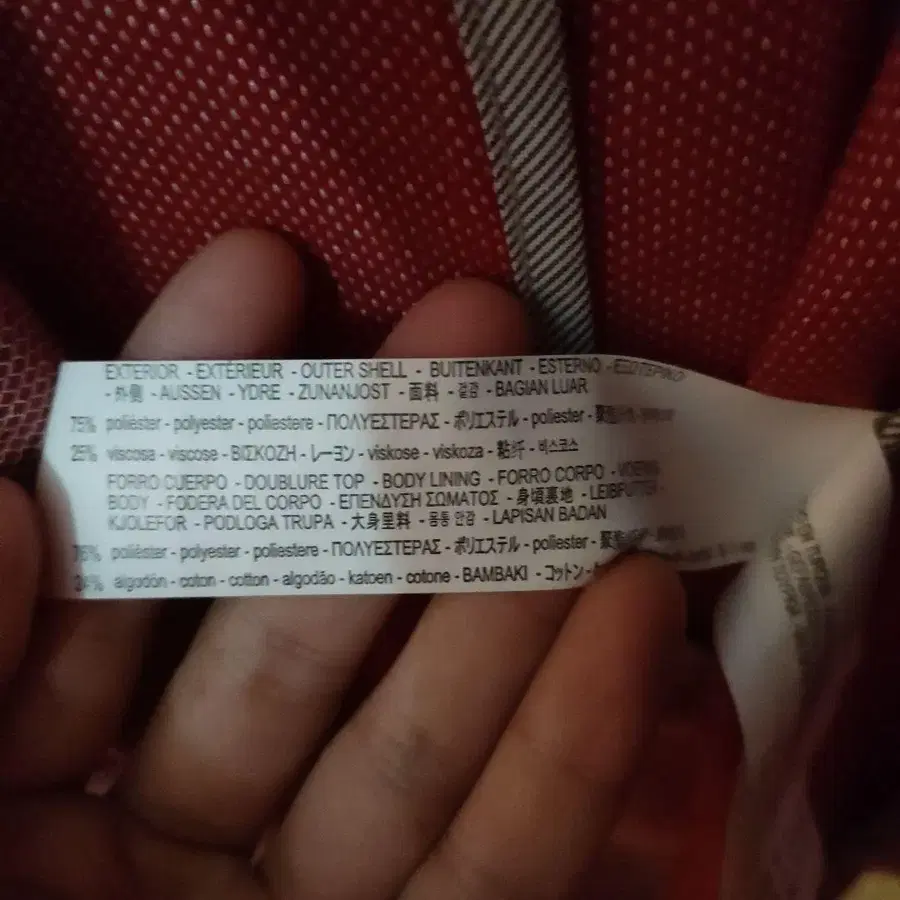 EXTERIOR - EXTÉRIEUR - OUTER SHELL - BUITENKANT - ESTERNO - ΕΞΩΤΕΡΙΚΟ
- 外側 - AUSSEN - YDRE - ZUNANJOST - 面料 - 겉감 - BAGIAN LUAR
75% poliéster - polyester - poliestere - ΠΟΛΥΕΣΤΕΡΑΣ - ポリエステル - poliester -
25% viscosa - viscose - ΒΙΣΚΟΖΗ - レーヨン - viskose - viskoza - 粘纤 - 비스코스
FORRO CUERPO - DOUBLURE TOP - BODY LINING - FORRO CORPO -
BODY - FODERA DEL CORPO - ΕΠΕΝΔΥΣΗ ΣΩΜΑΤΟΣ - 身頃裏地 -
KJOLEFOR - PODLOGA TRUPA - 大身里料 - 몸통 안감 - LAPISAN BADAN
poliéster - polyester - poliestere - ΠΟΛΥΕΣΤΕΡΑΣ - ポリエステル - poliester -
algodón - coton - cotton - algodão - katoen - cotone - ΒΑΜΒΑΚΙ - コットン -